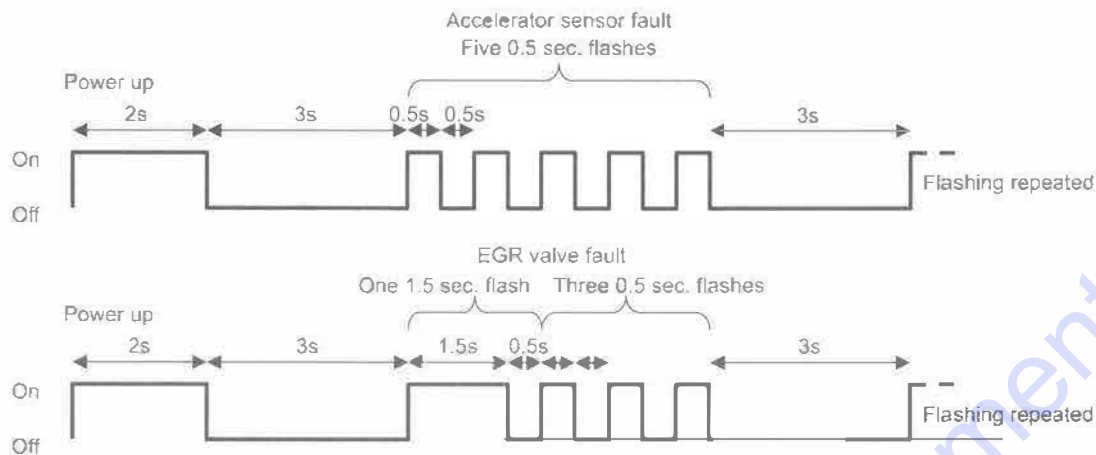 Accelerator sensor fault
Five 0.5 sec. flashes
Power up
2s 3s 0.5s 0.5s 3s
On
Flashing repeated
Off
EGR valve fault
One 1.5 sec. flash Three 0.5 sec. flashes
Power up
2s 3s 1.5s 0.5s 3s
On
Flashing repeated
Off